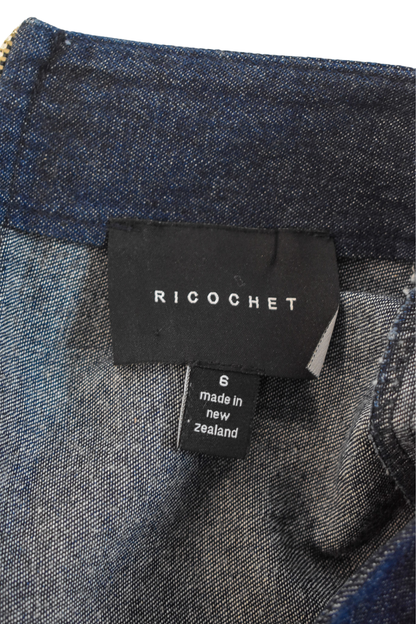 RICOCHET
6
made in
new
zealand